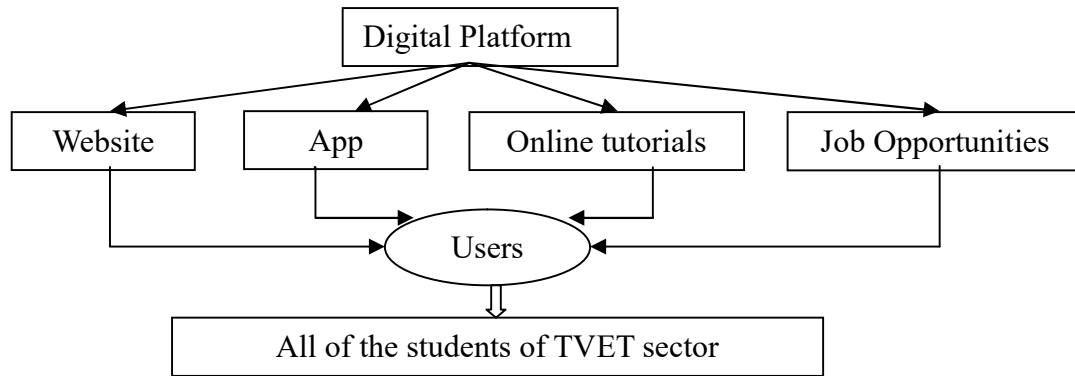 Digital Platform
Website
App
Online tutorials
Job Opportunities
Users
All of the students of TVET sector